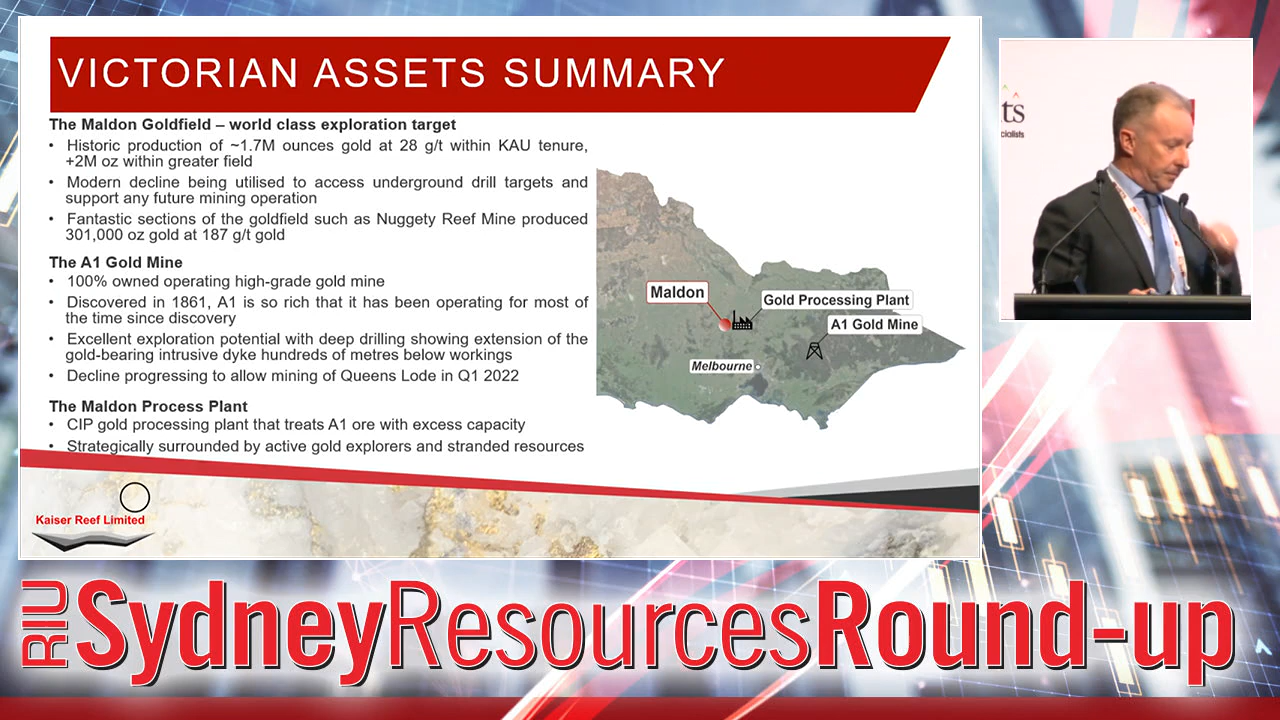 VICTORIAN ASSETS SUMMARY
The Maldon Goldfield – world class exploration target
• Historic production of ~1.7M ounces gold at 28 g/t within KAU tenure,
+2M oz within greater field
• Modern decline being utilised to access underground drill targets and
support any future mining operation
• Fantastic sections of the goldfield such as Nuggety Reef Mine produced
301,000 oz gold at 187 g/t gold
The A1 Gold Mine
• 100% owned operating high-grade gold mine
• Discovered in 1861, A1 is so rich that it has been operating for most of
the time since discovery
• Excellent exploration potential with deep drilling showing extension of the
gold-bearing intrusive dyke hundreds of metres below workings
• Decline progressing to allow mining of Queens Lode in Q1 2022
The Maldon Process Plant
• CIP gold processing plant that treats A1 ore with excess capacity
• Strategically surrounded by active gold explorers and stranded resources
Maldon
Gold Processing Plant
A1 Gold Mine
Melbourne
Kaiser Reef Limited
RIU SydneyResourcesRound-up